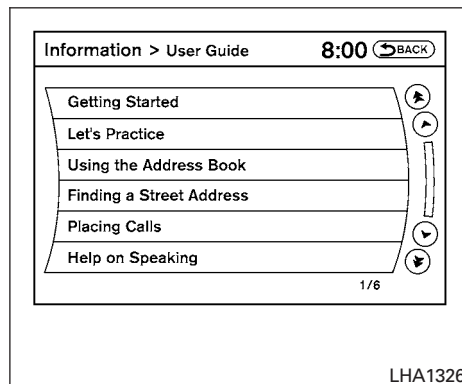 Information > User Guide 8:00 BACK
Getting Started
Let's Practice
Using the Address Book
Finding a Street Address
Placing Calls
Help on Speaking
1/6
LHA1326